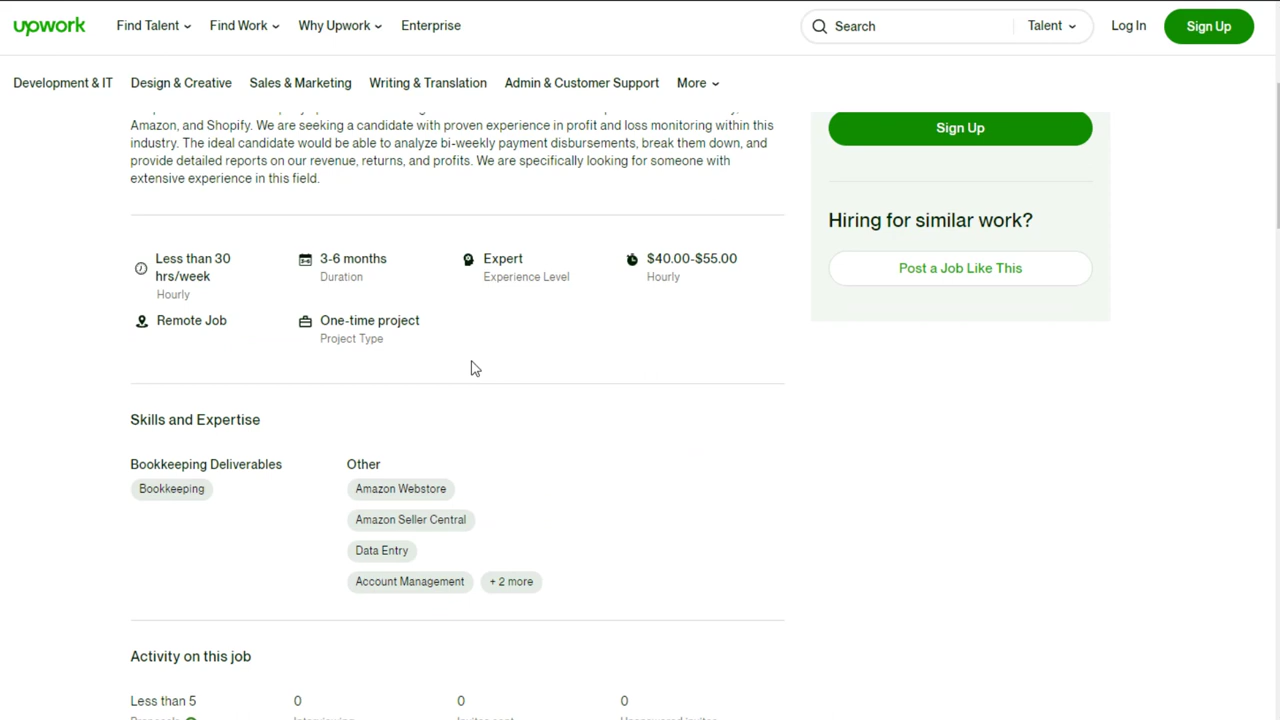 upwork Find Talent Find Work Why Upwork Enterprise Search Talent Log In Sign Up
Development & IT Design & Creative Sales & Marketing Writing & Translation Admin & Customer Support More
Amazon, and Shopify. We are seeking a candidate with proven experience in profit and loss monitoring within this
industry. The ideal candidate would be able to analyze bi-weekly payment disbursements, break them down, and
provide detailed reports on our revenue, returns, and profits. We are specifically looking for someone with
extensive experience in this field.
Sign Up
Hiring for similar work?
Post a Job Like This
Less than 30
hrs/week
Hourly
3-6 months
Duration
Expert
Experience Level
$40.00-$55.00
Hourly
Remote Job
One-time project
Project Type
Skills and Expertise
Bookkeeping Deliverables
Bookkeeping
Other
Amazon Webstore
Amazon Seller Central
Data Entry
Account Management + 2 more
Activity on this job
Less than 5 0 0 0